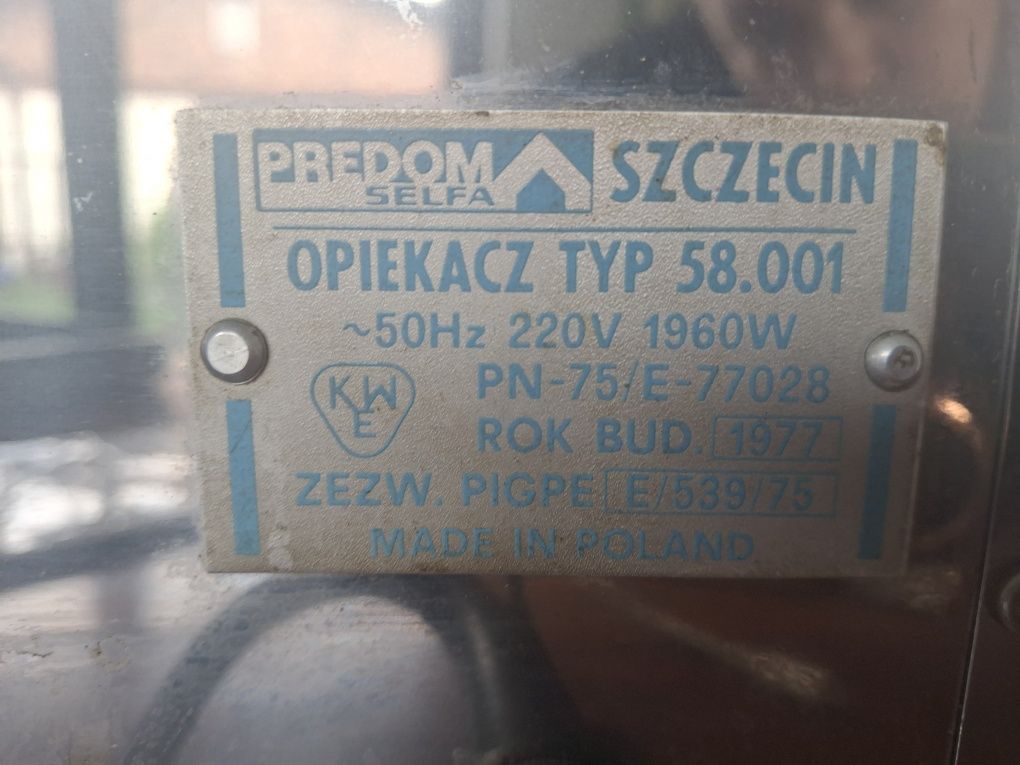 PREDOM SELFA SZCZECIN
OPIEKACZ TYP 58.001
~50Hz 220V 1960W
KWE PN-75/E-77028
ROK BUD. 1977
ZEZW. PIGPE E/539/75
MADE IN POLAND